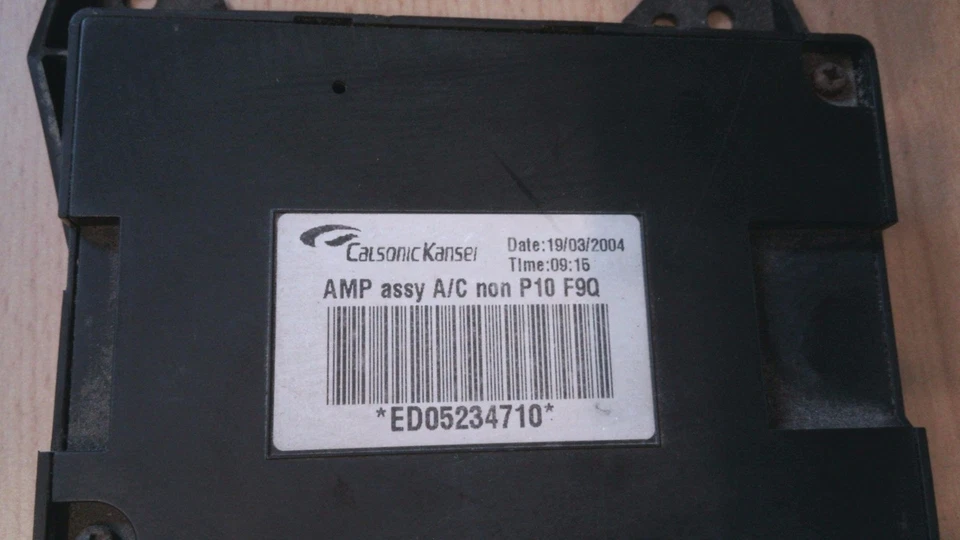 CalsonicKansei
Date:19/03/2004
Time:09:15
AMP assy A/C non P10 F9Q
*ED05234710*